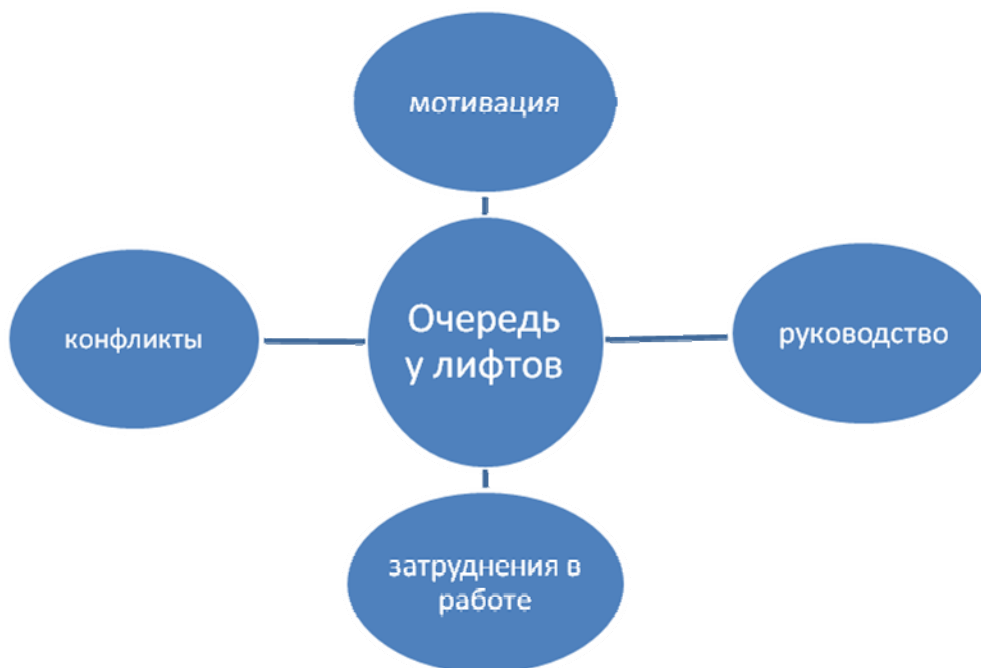 мотивация
конфликты
Очередь
у лифтов
руководство
затруднения в
работе